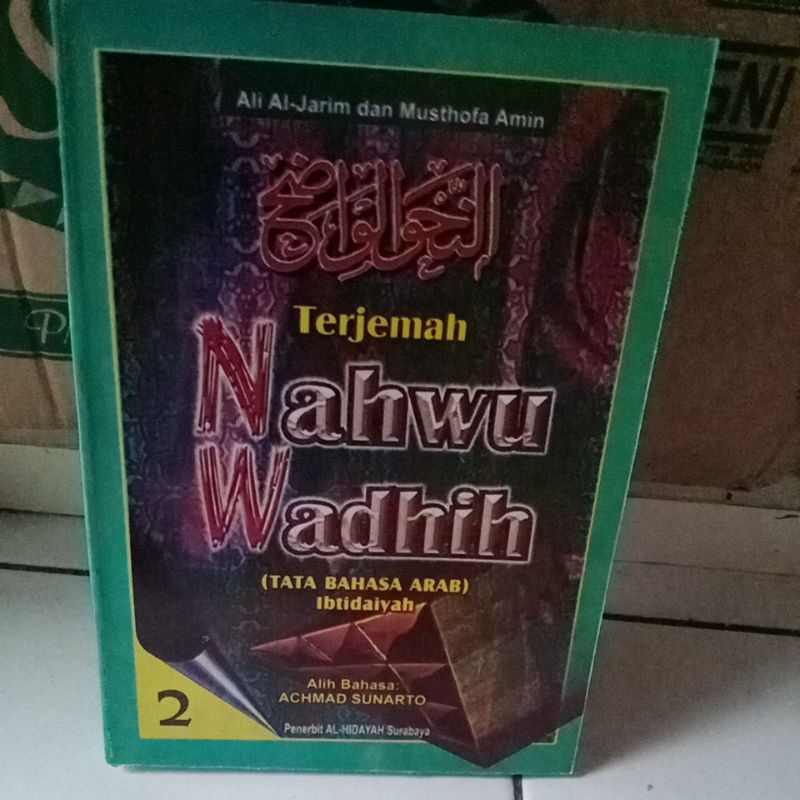 Ali Al-Jarim dan Musthofa Amin
النحو الواضح
Terjemah
Nahwu
Wadhih
(TATA BAHASA ARAB)
Ibtidaiyah
Alih Bahasa:
ACHMAD SUNARTO
2
Penerbit AL-HIDAYAH Surabaya